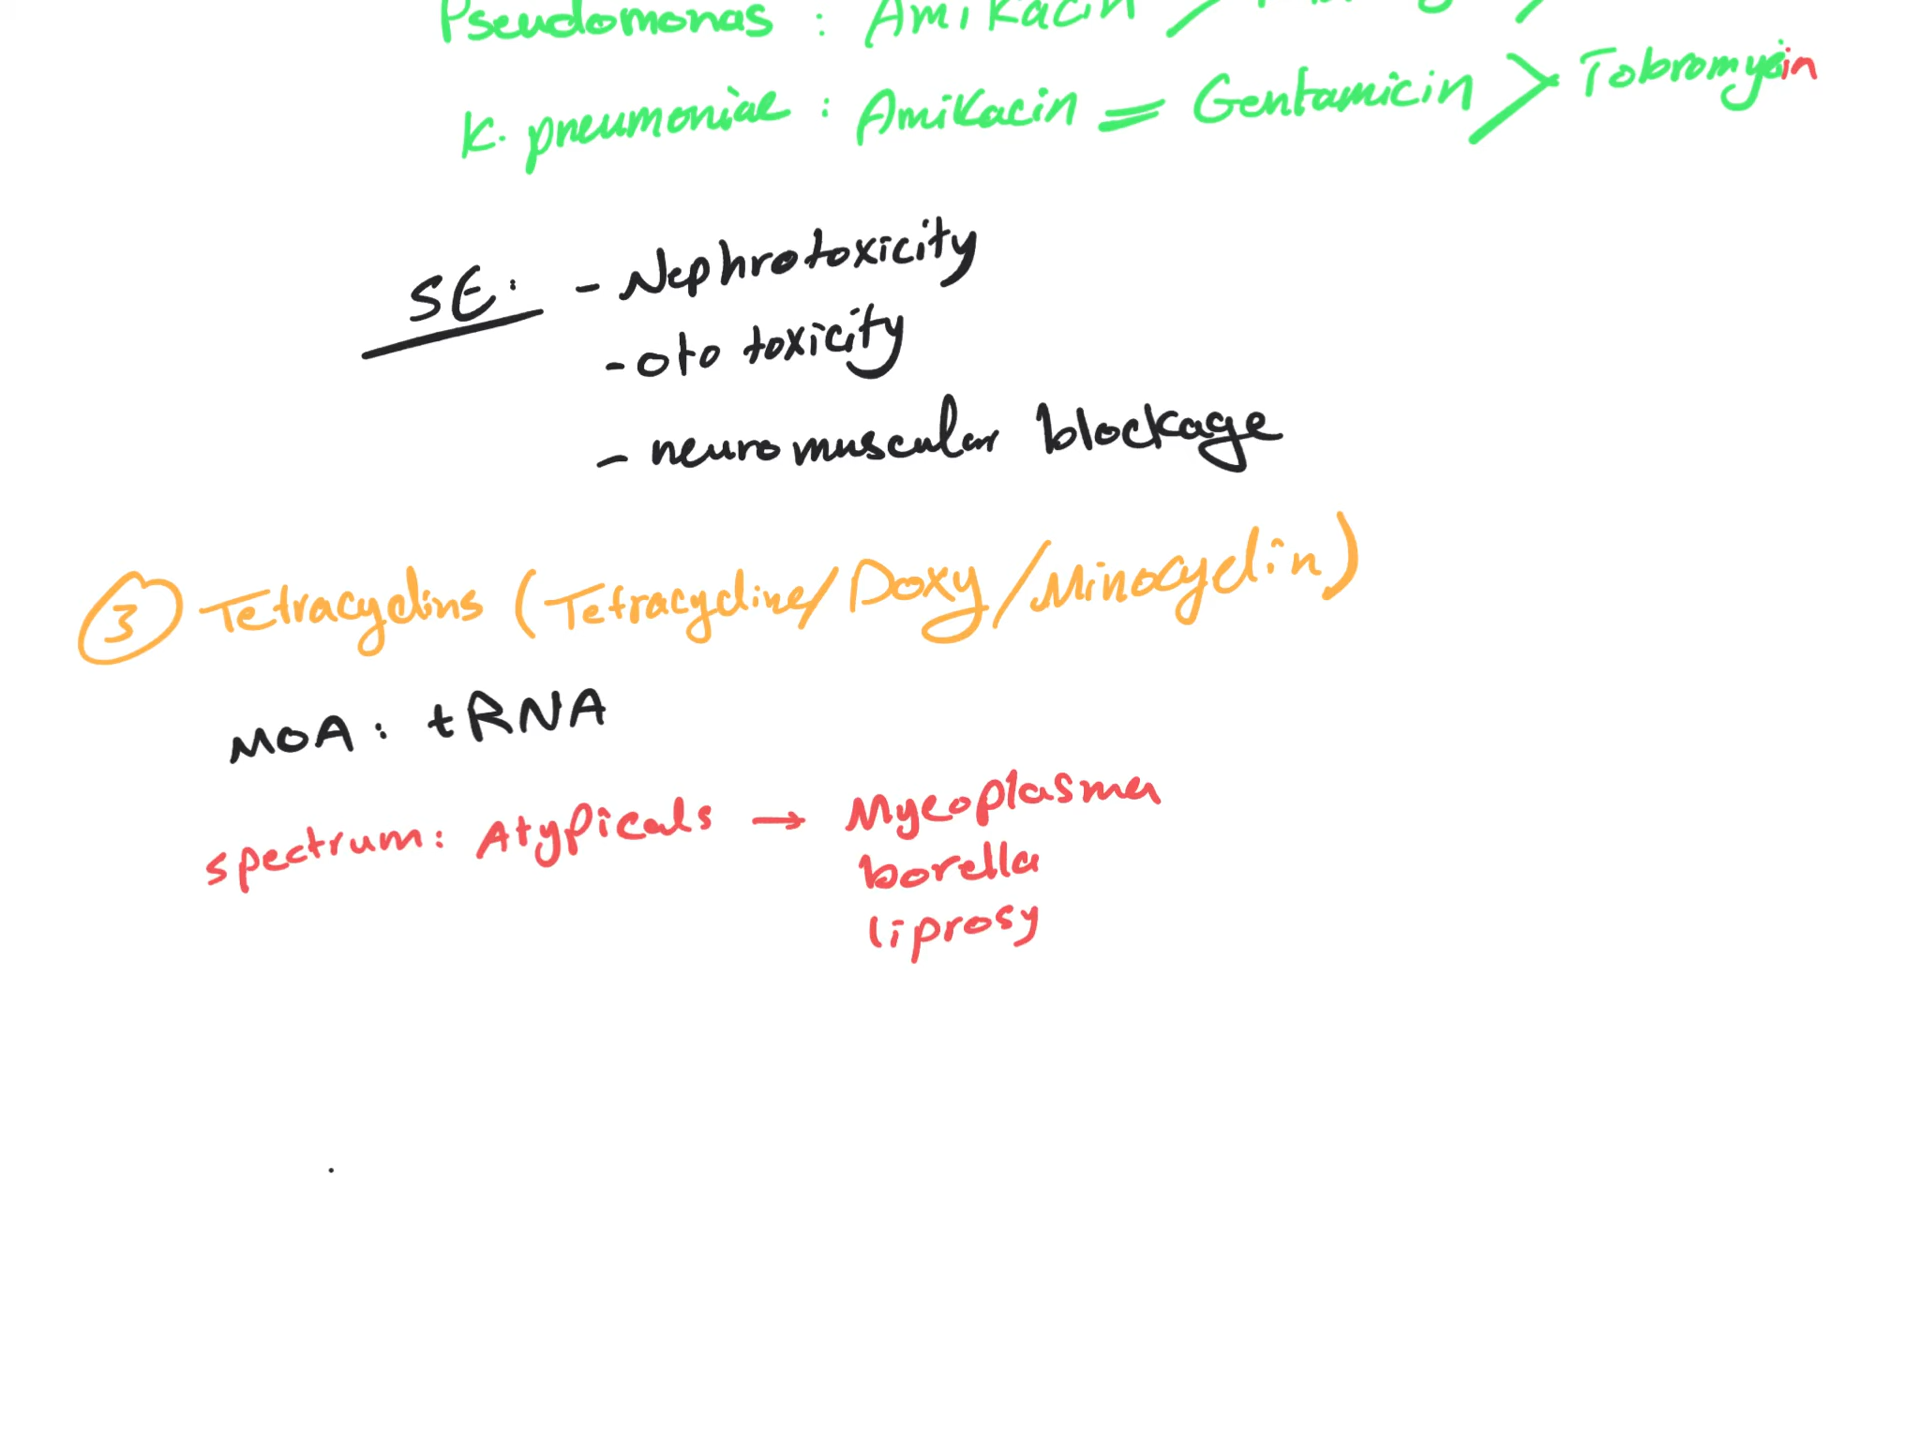 Pseudomonas : Amikacin >
K. pneumoniae : Amikacin = Gentamicin > Tobromycin
SE: - Nephrotoxicity
- oto toxicity
- neuromuscular blockage
3 Tetracyclins (Tetracycline/Doxy/Minocyclin)
MOA: tRNA
spectrum: Atypicals → Mycoplasma
borella
liprosy